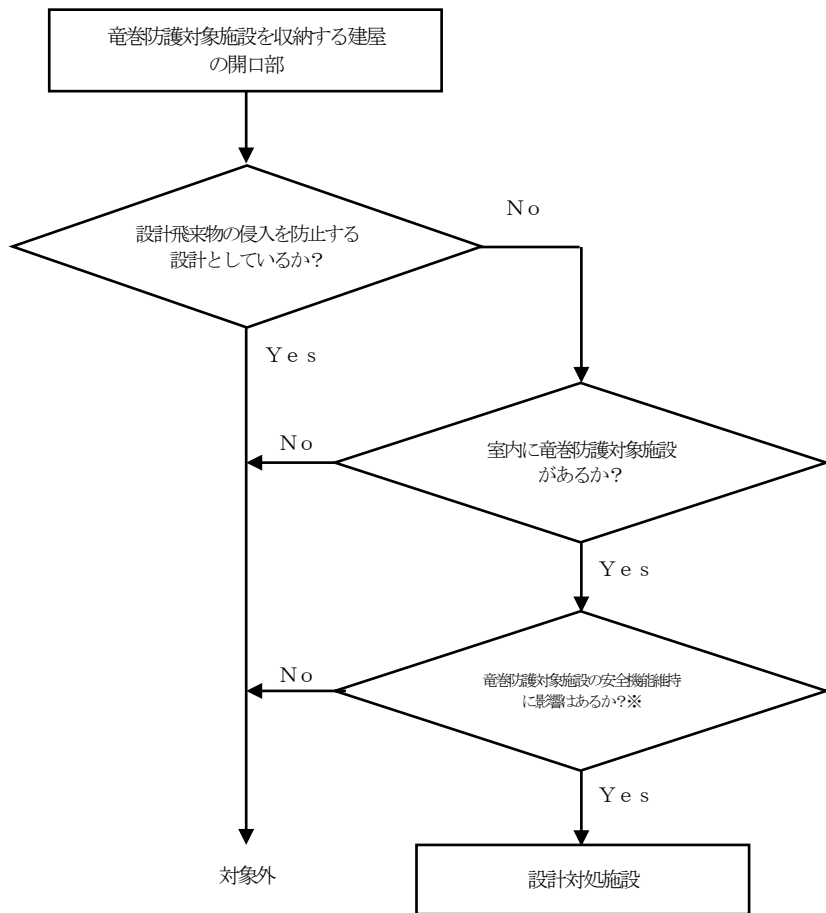 竜巻防護対象施設を収納する建屋
の開口部
設計飛来物の侵入を防止する
設計としているか？
No
Yes
No
室内に竜巻防護対象施設
があるか？
Yes
No
竜巻防護対象施設の安全機能維持
に影響はあるか？※
Yes
対象外
設計対処施設